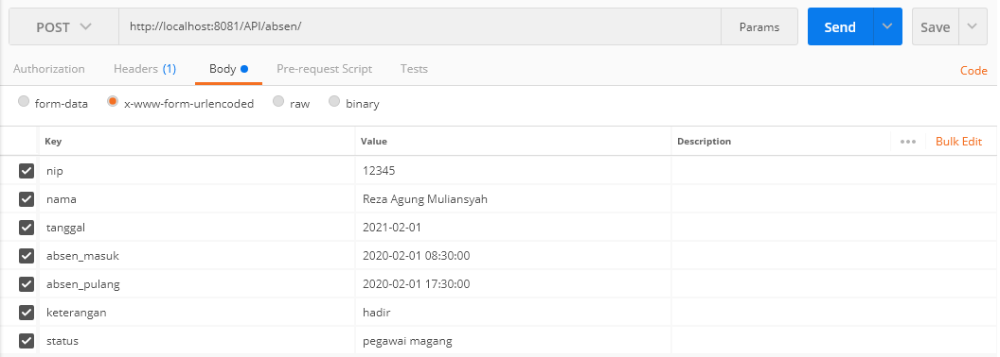 POST http://localhost:8081/API/absen/ Params Send Save
Authorization Headers (1) Body Pre-request Script Tests Code
form-data x-www-form-urlencoded raw binary
Key Value Description ••• Bulk Edit
nip 12345
nama Reza Agung Muliansyah
tanggal 2021-02-01
absen_masuk 2020-02-01 08:30:00
absen_pulang 2020-02-01 17:30:00
keterangan hadir
status pegawai magang